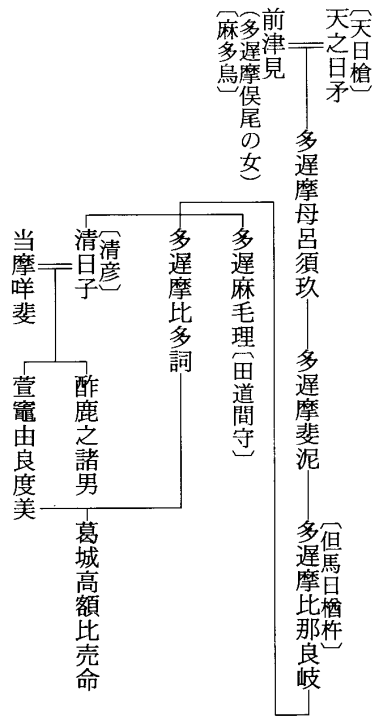 〔天日槍〕
天之日矛
前津見
（多遅摩俣尾の女）
〔麻多烏〕
多遅摩母呂須玖
多遅摩斐泥
〔但馬日楢杵〕
多遅摩比那良岐
多遅麻毛理〔田道間守〕
多遅摩比多訶
〔清彦〕
清日子
当摩咩斐
酢鹿之諸男
菅竈由良度美
葛城高額比売命